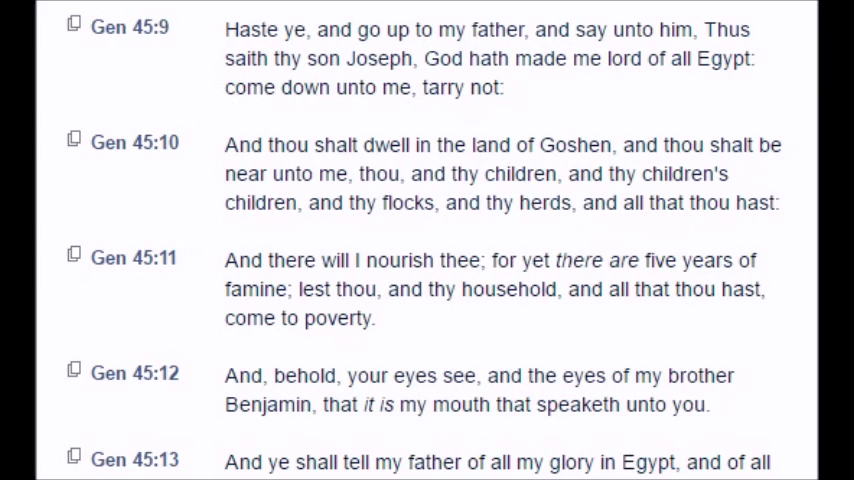 Gen 45:9 Haste ye, and go up to my father, and say unto him, Thus
saith thy son Joseph, God hath made me lord of all Egypt:
come down unto me, tarry not:
Gen 45:10 And thou shalt dwell in the land of Goshen, and thou shalt be
near unto me, thou, and thy children, and thy children's
children, and thy flocks, and thy herds, and all that thou hast:
Gen 45:11 And there will I nourish thee; for yet there are five years of
famine; lest thou, and thy household, and all that thou hast,
come to poverty.
Gen 45:12 And, behold, your eyes see, and the eyes of my brother
Benjamin, that it is my mouth that speaketh unto you.
Gen 45:13 And ye shall tell my father of all my glory in Egypt, and of all